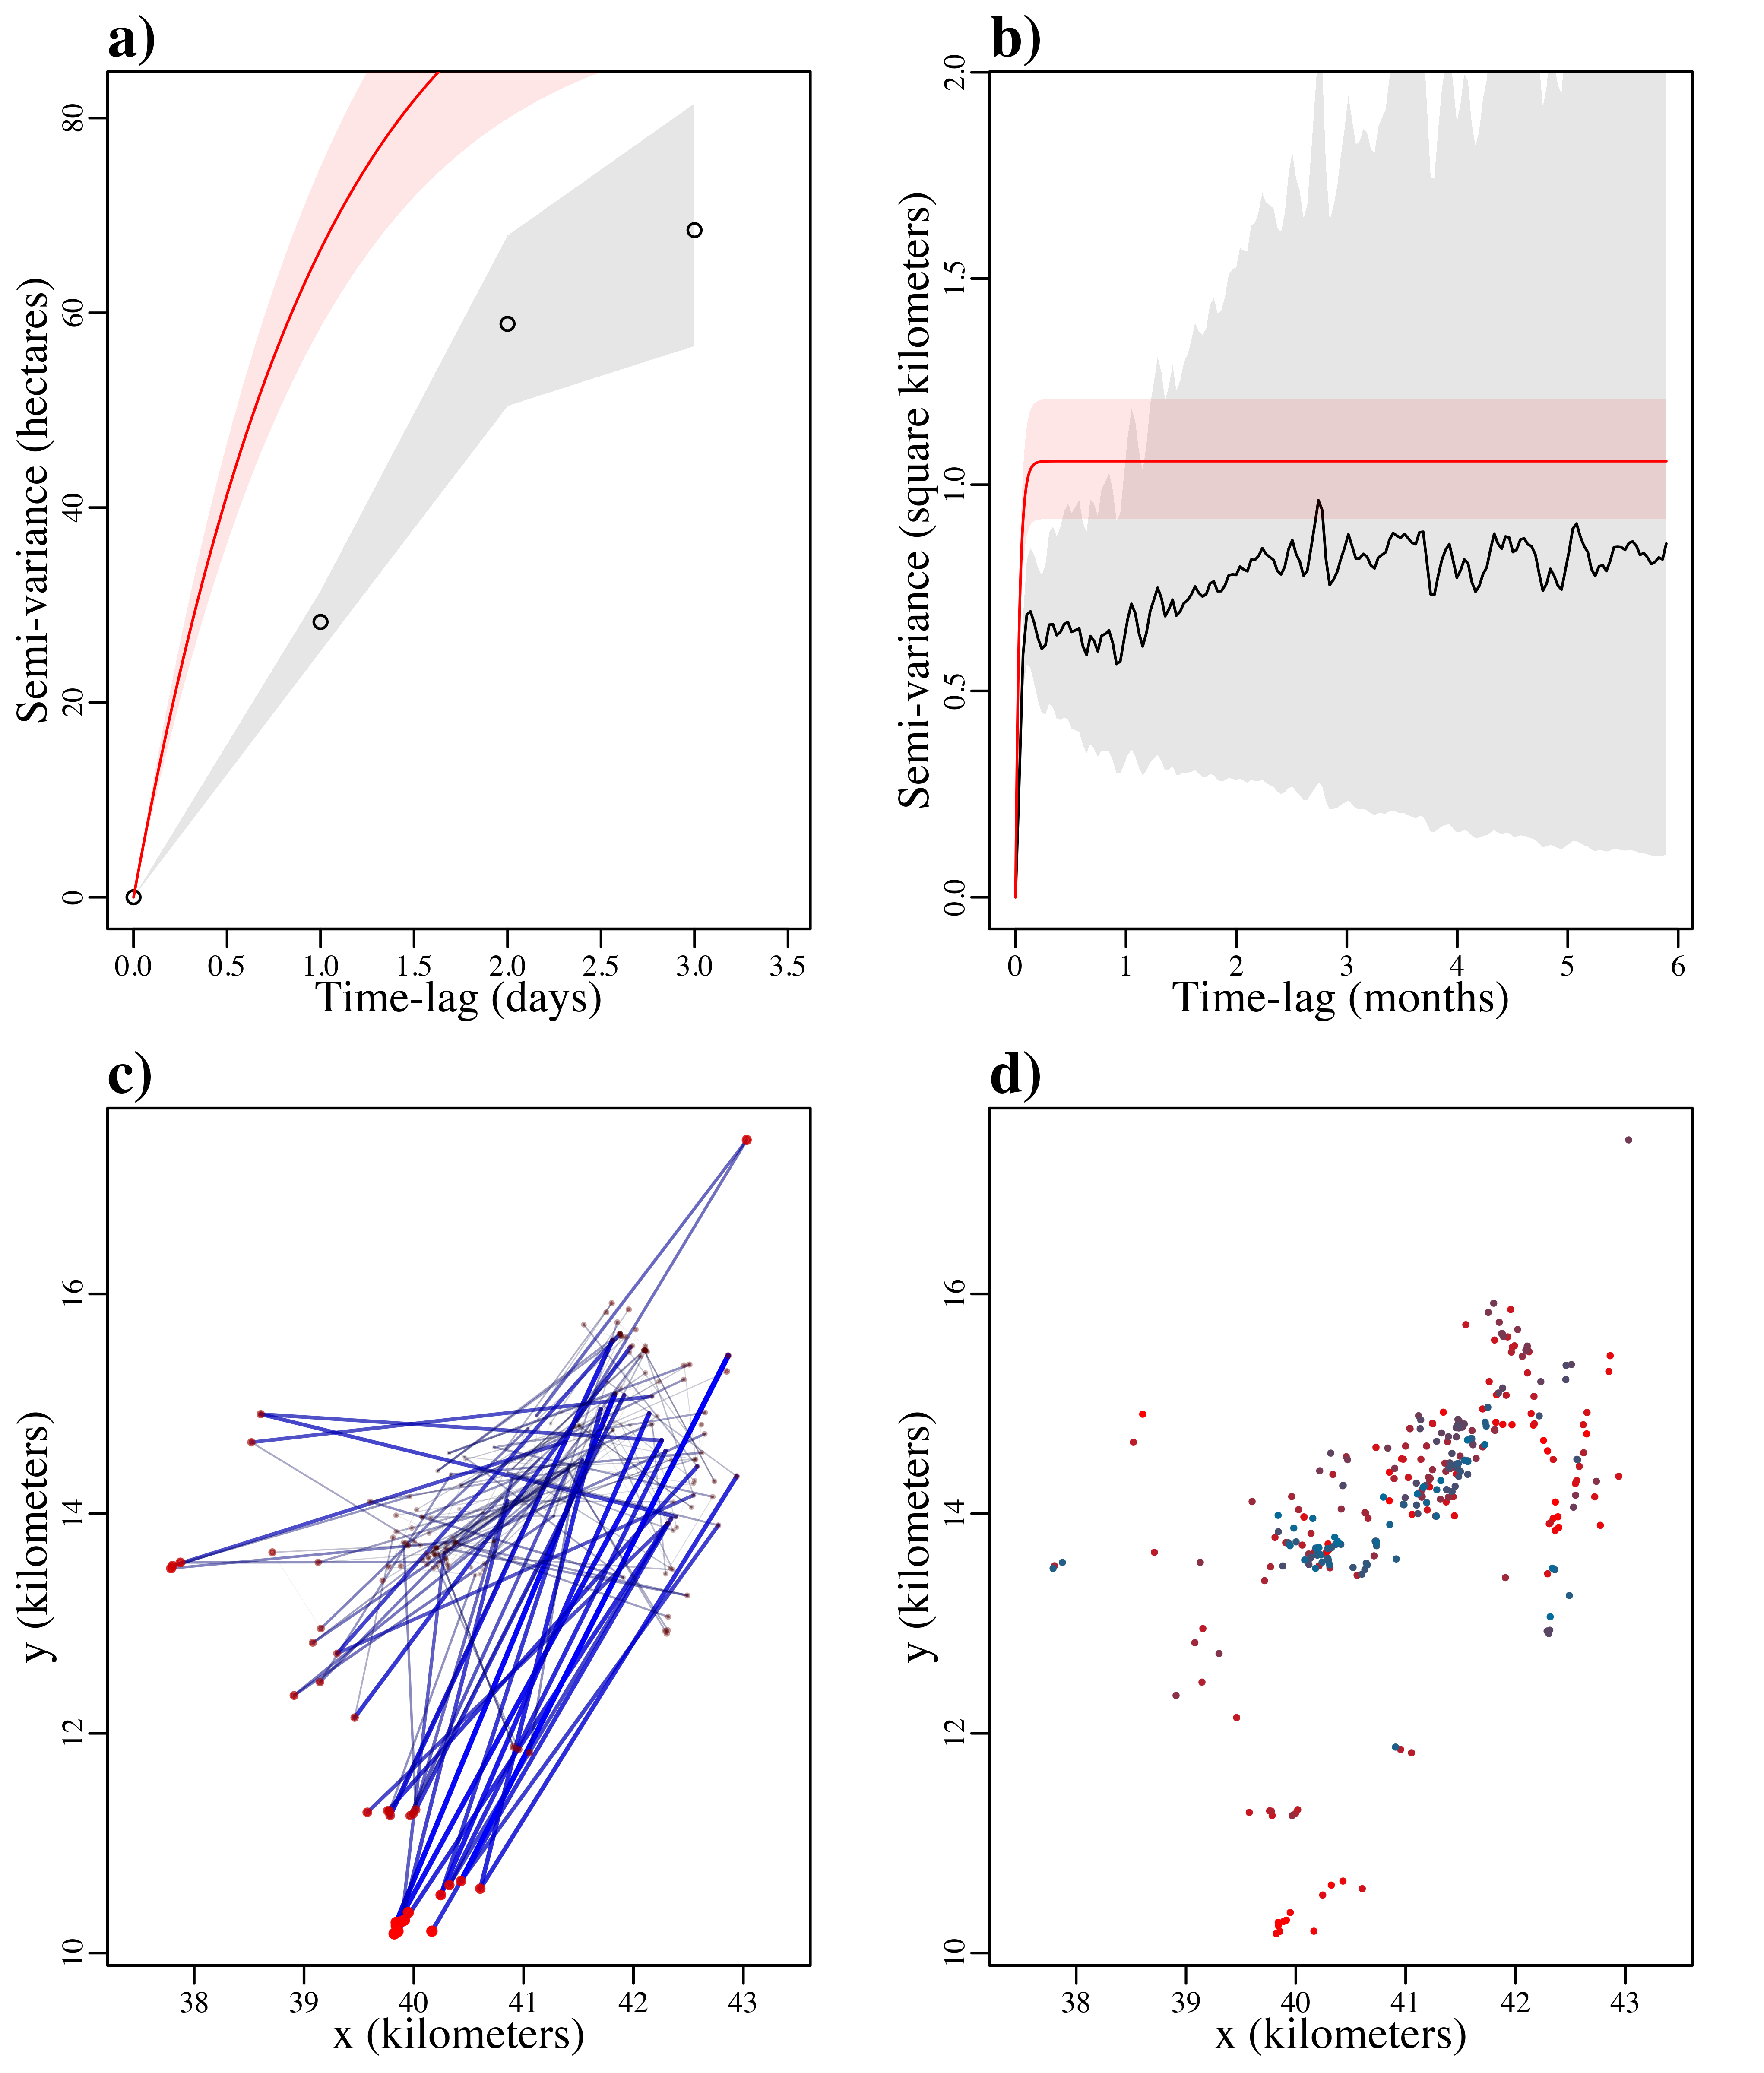 a)
Semi-variance (hectares)
80
60
40
20
0
0.0 0.5 1.0 1.5 2.0 2.5 3.0 3.5
Time-lag (days)
b)
Semi-variance (square kilometers)
2.0
1.5
1.0
0.5
0.0
0 1 2 3 4 5 6
Time-lag (months)
c)
y (kilometers)
16
14
12
10
38 39 40 41 42 43
x (kilometers)
d)
y (kilometers)
16
14
12
10
38 39 40 41 42 43
x (kilometers)